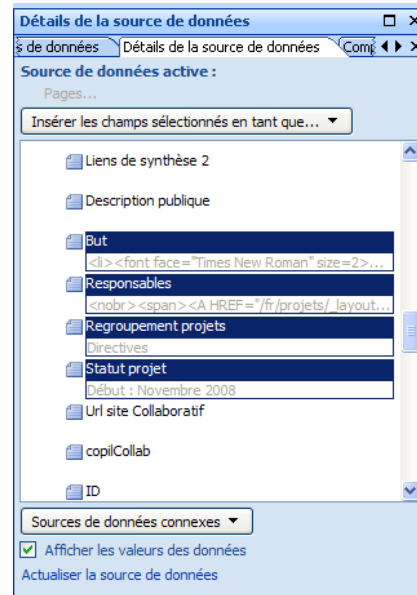 Détails de la source de données
s de données Détails de la source de données Comp
Source de données active :
Pages...
Insérer les champs sélectionnés en tant que...
Liens de synthèse 2
Description publique
But
<li><font face="Times New Roman" size=2>...
Responsables
<nobr><span><A HREF="/fr/projets/_layout...
Regroupement projets
Directives
Statut projet
Début : Novembre 2008
Url site Collaboratif
copilCollab
ID
Sources de données connexes
Afficher les valeurs des données
Actualiser la source de données